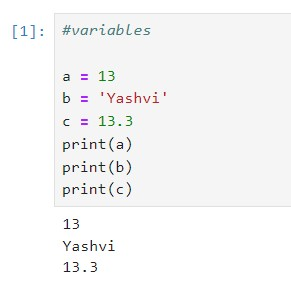 [1]: #variables
a = 13
b = 'Yashvi'
c = 13.3
print(a)
print(b)
print(c)
13
Yashvi
13.3